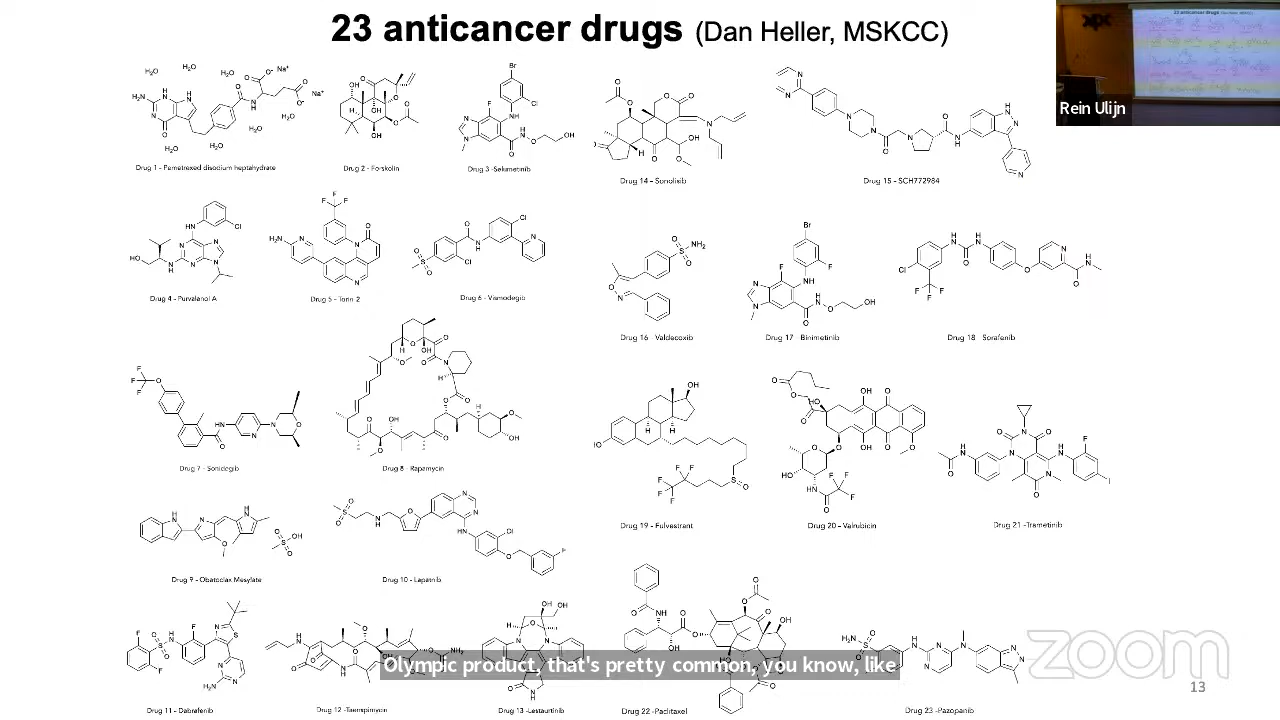 23 anticancer drugs (Dan Heller, MSKCC)
Rein Ulijn
Drug 1 - Pemetrexed disodium heptahydrate
Drug 2 - Forskolin
Drug 3 -Selumetinib
Drug 14 - Sonolisib
Drug 15 - SCH772984
Drug 4 - Purvalanol A
Drug 5 - Torin 2
Drug 6 - Vismodegib
Drug 16 - Valdecoxib
Drug 17 Binimetinib
Drug 18 Sorafenib
Drug 7 - Sonidegib
Drug 8 - Rapamycin
Drug 19 - Fulvestrant
Drug 20 - Valrubicin
Drug 21 -Trametinib
Drug 9 - Obatoclax Mesylate
Drug 10 - Lapatnib
Drug 11 - Dabrafenib
Drug 12 -Tanespimycin
Drug 13 - Lestaurtinib
Drug 22 - Paclitaxel
Drug 23 -Pazopanib
Olympic product, that's pretty common, you know, like
zoom
13